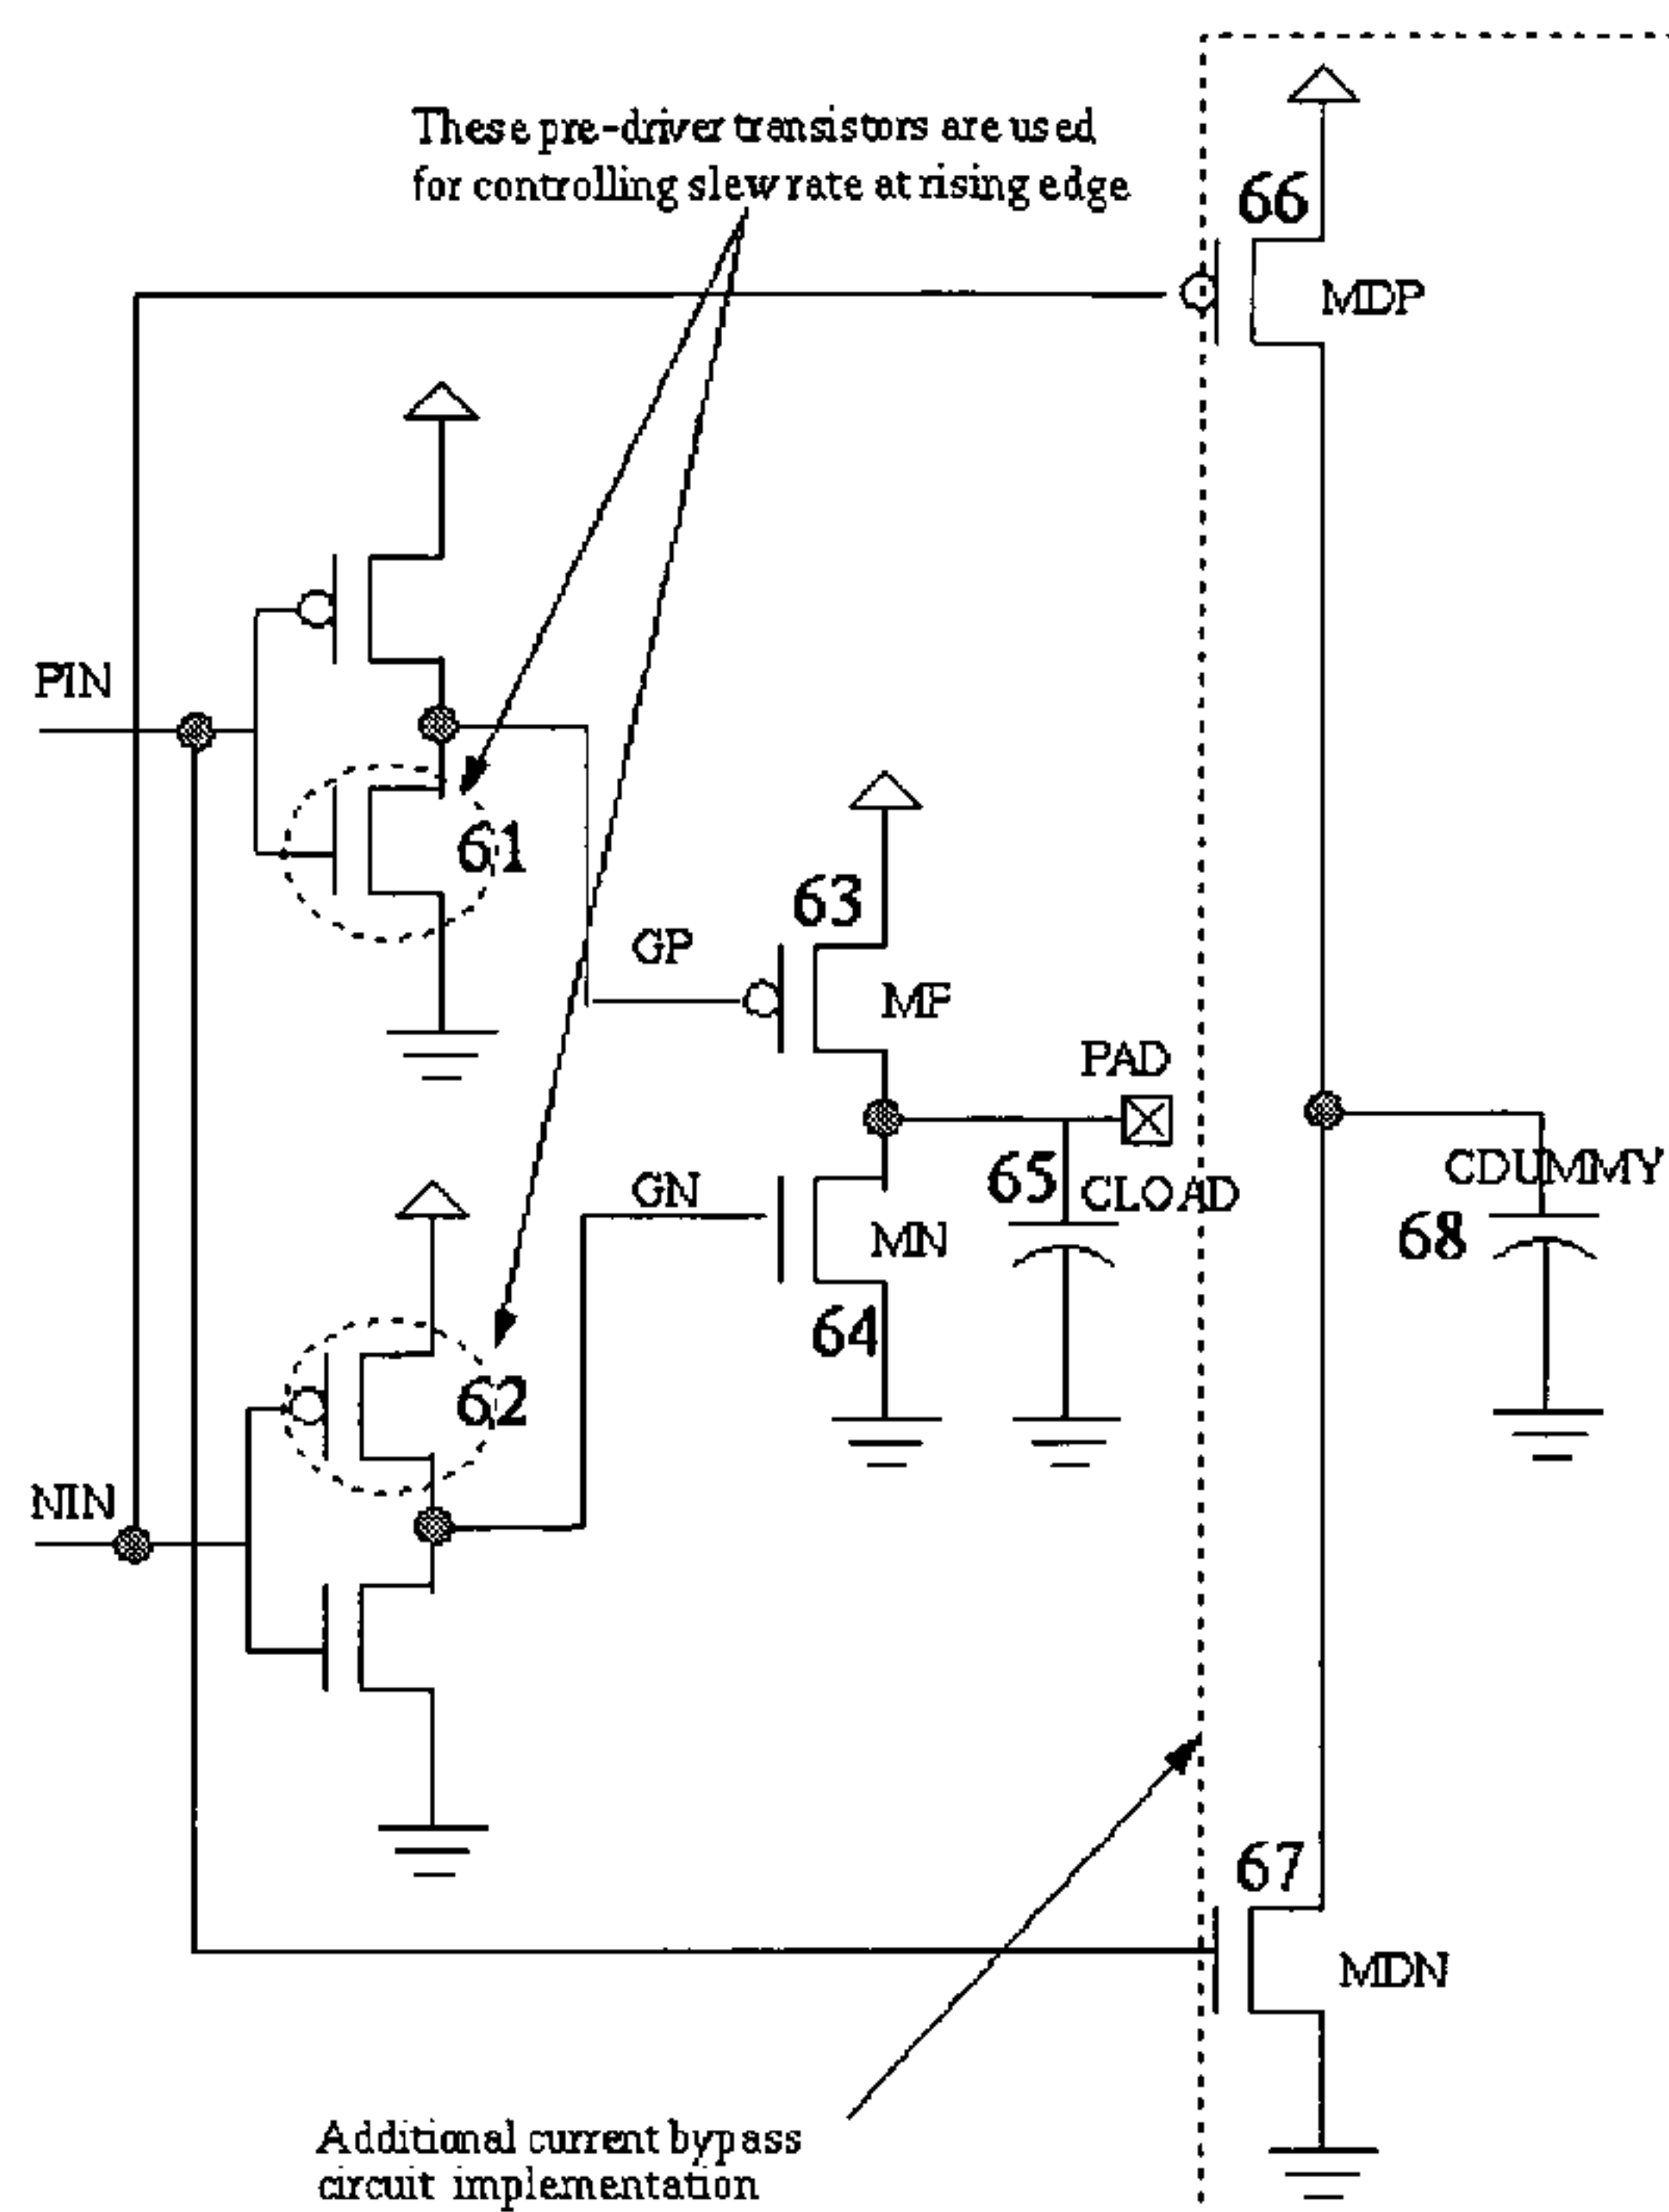 These pre-driver transistors are used
for controlling slew rate at rising edge
66
MDP
PIN
61
63
GP
MP
PAD
65
CLOAD
GN
MN
64
CDUMMY
68
62
NIN
67
MDN
Additional current bypass
circuit implementation